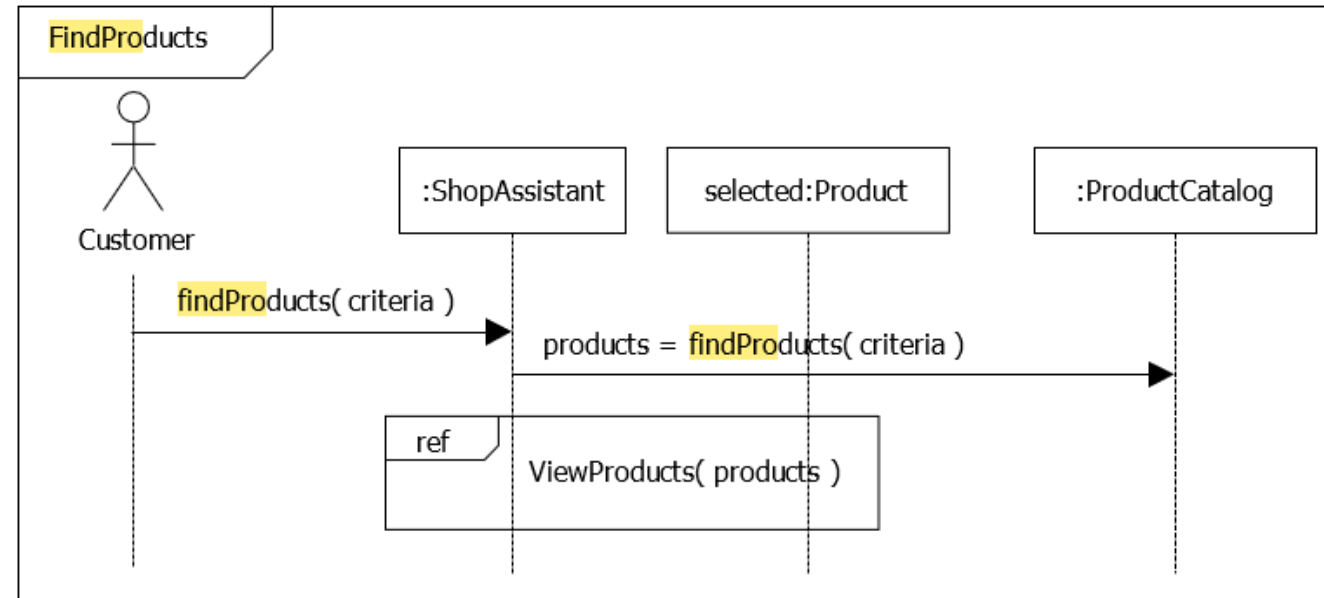 FindProducts
:ShopAssistant
selected:Product
:ProductCatalog
Customer
findProducts( criteria )
products = findProducts( criteria )
ref
ViewProducts( products )